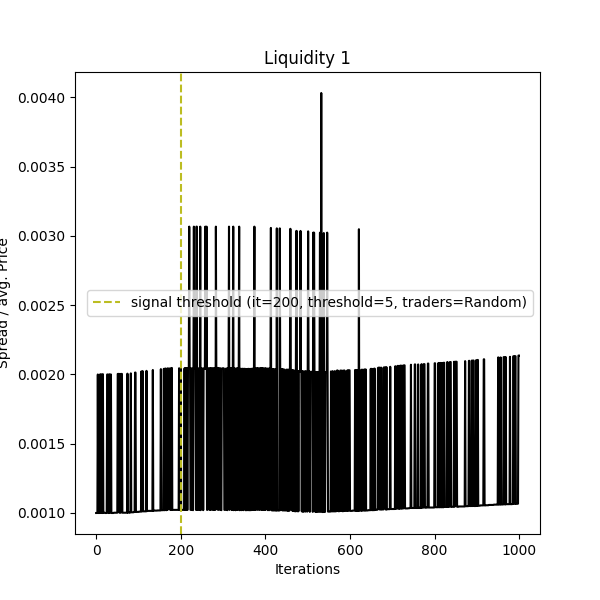 Liquidity 1
Spread / avg. Price
0.0040
0.0035
0.0030
0.0025
0.0020
0.0015
0.0010
signal threshold (it=200, threshold=5, traders=Random)
0 200 400 600 800 1000
Iterations